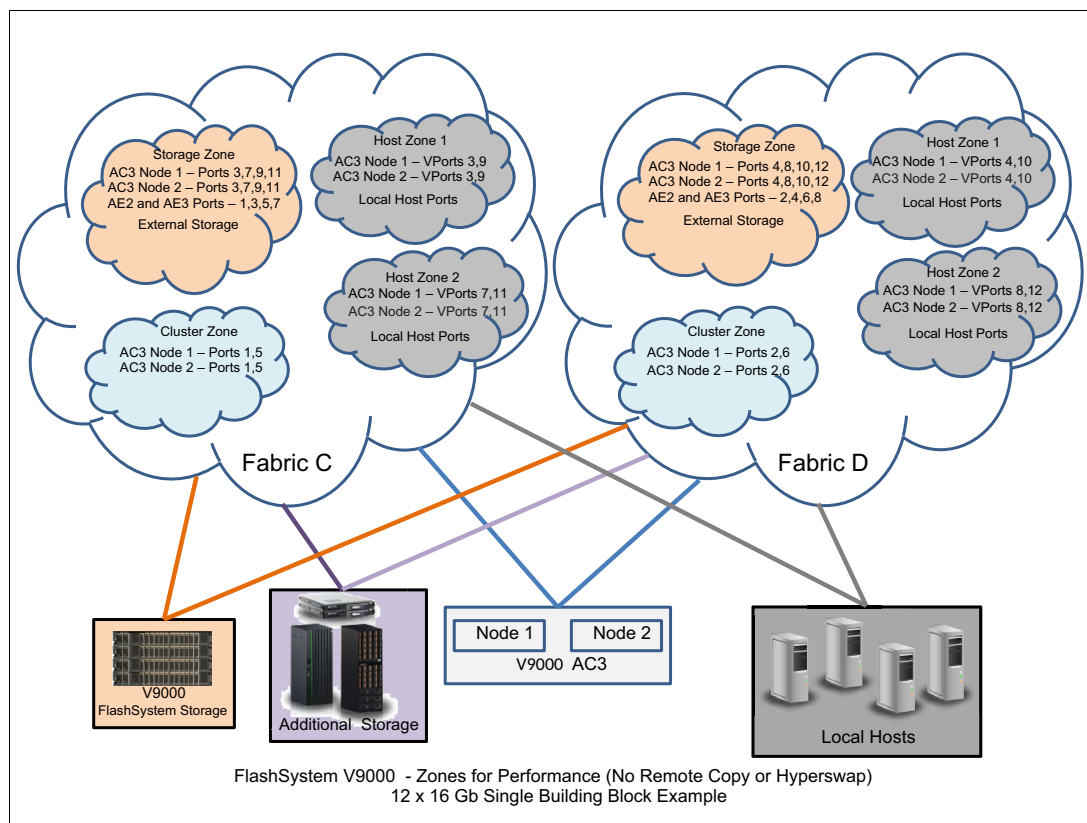 Storage Zone
AC3 Node 1 – Ports 3,7,9,11
AC3 Node 2 – Ports 3,7,9,11
AE2 and AE3 Ports – 1,3,5,7
External Storage
Host Zone 1
AC3 Node 1 – VPorts 3,9
AC3 Node 2 – VPorts 3,9
Local Host Ports
Host Zone 2
AC3 Node 1 – VPorts 7,11
AC3 Node 2 – VPorts 7,11
Local Host Ports
Cluster Zone
AC3 Node 1 – Ports 1,5
AC3 Node 2 – Ports 1,5
Fabric C
Storage Zone
AC3 Node 1 – Ports 4,8,10,12
AC3 Node 2 – Ports 4,8,10,12
AE2 and AE3 Ports – 2,4,6,8
External Storage
Host Zone 1
AC3 Node 1 – VPorts 4,10
AC3 Node 2 – VPorts 4,10
Local Host Ports
Host Zone 2
AC3 Node 1 – VPorts 8,12
AC3 Node 2 – VPorts 8,12
Local Host Ports
Cluster Zone
AC3 Node 1 – Ports 2,6
AC3 Node 2 – Ports 2,6
Fabric D
V9000
FlashSystem Storage
Additional Storage
Node 1
Node 2
V9000 AC3
Local Hosts
FlashSystem V9000 - Zones for Performance (No Remote Copy or Hyperswap)
12 x 16 Gb Single Building Block Example